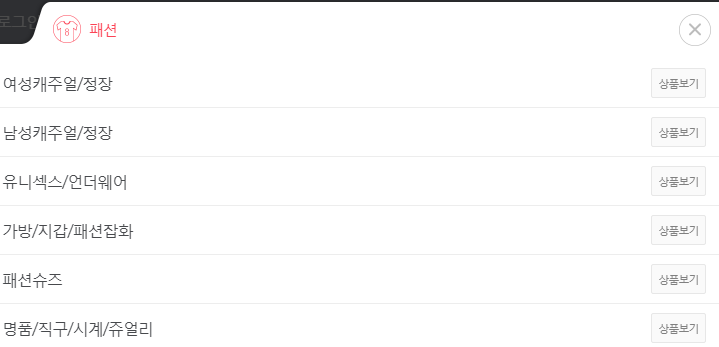 로그인
패션
8
여성캐주얼/정장 상품보기
남성캐주얼/정장 상품보기
유니섹스/언더웨어 상품보기
가방/지갑/패션잡화 상품보기
패션슈즈 상품보기
명품/직구/시계/쥬얼리 상품보기